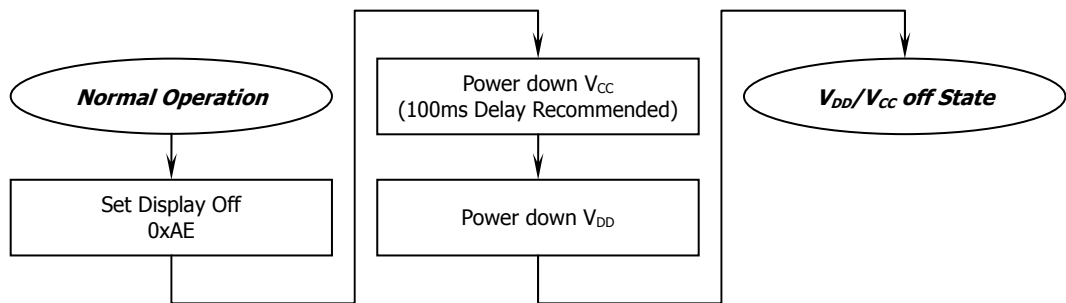 Normal Operation
Set Display Off
0xAE
Power down VCC
(100ms Delay Recommended)
Power down VDD
VDD/VCC off State